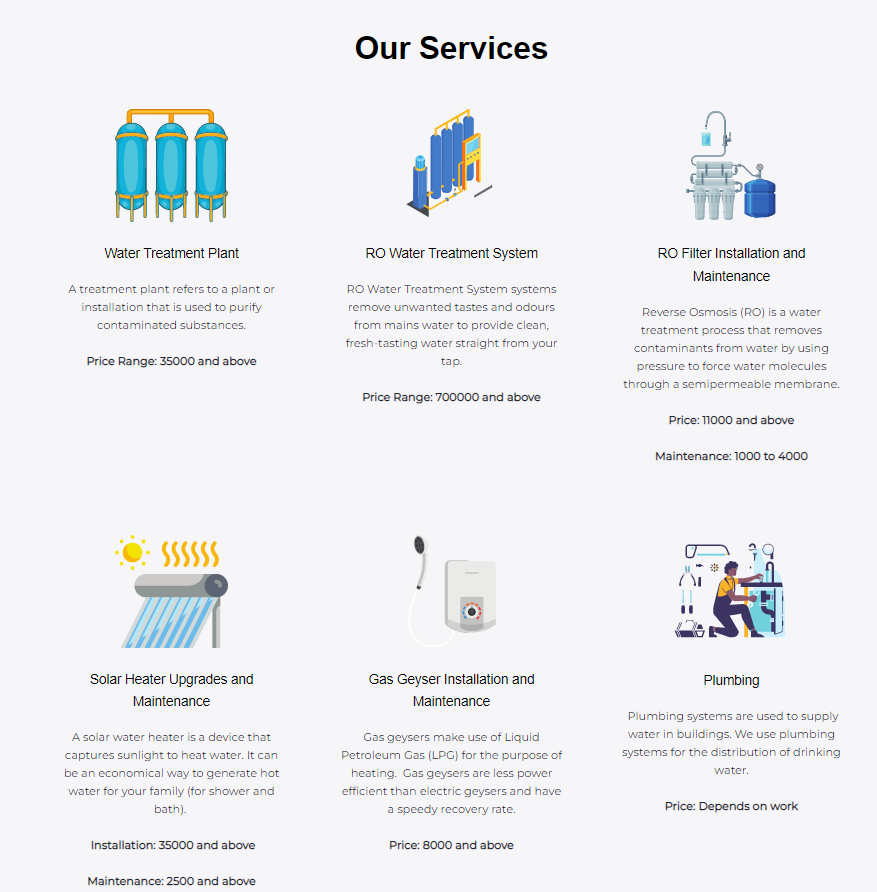 Our Services
Water Treatment Plant
A treatment plant refers to a plant or
installation that is used to purify
contaminated substances.
Price Range: 35000 and above
RO Water Treatment System
RO Water Treatment System systems
remove unwanted tastes and odours
from mains water to provide clean,
fresh-tasting water straight from your
tap.
Price Range: 700000 and above
RO Filter Installation and
Maintenance
Reverse Osmosis (RO) is a water
treatment process that removes
contaminants from water by using
pressure to force water molecules
through a semipermeable membrane.
Price: 11000 and above
Maintenance: 1000 to 4000
Solar Heater Upgrades and
Maintenance
A solar water heater is a device that
captures sunlight to heat water. It can
be an economical way to generate hot
water for your family (for shower and
bath).
Installation: 35000 and above
Maintenance: 2500 and above
Gas Geyser Installation and
Maintenance
Gas geysers make use of Liquid
Petroleum Gas (LPG) for the purpose of
heating.  Gas geysers are less power
efficient than electric geysers and have
a speedy recovery rate.
Price: 8000 and above
Plumbing
Plumbing systems are used to supply
water in buildings. We use plumbing
systems for the distribution of drinking
water.
Price: Depends on work